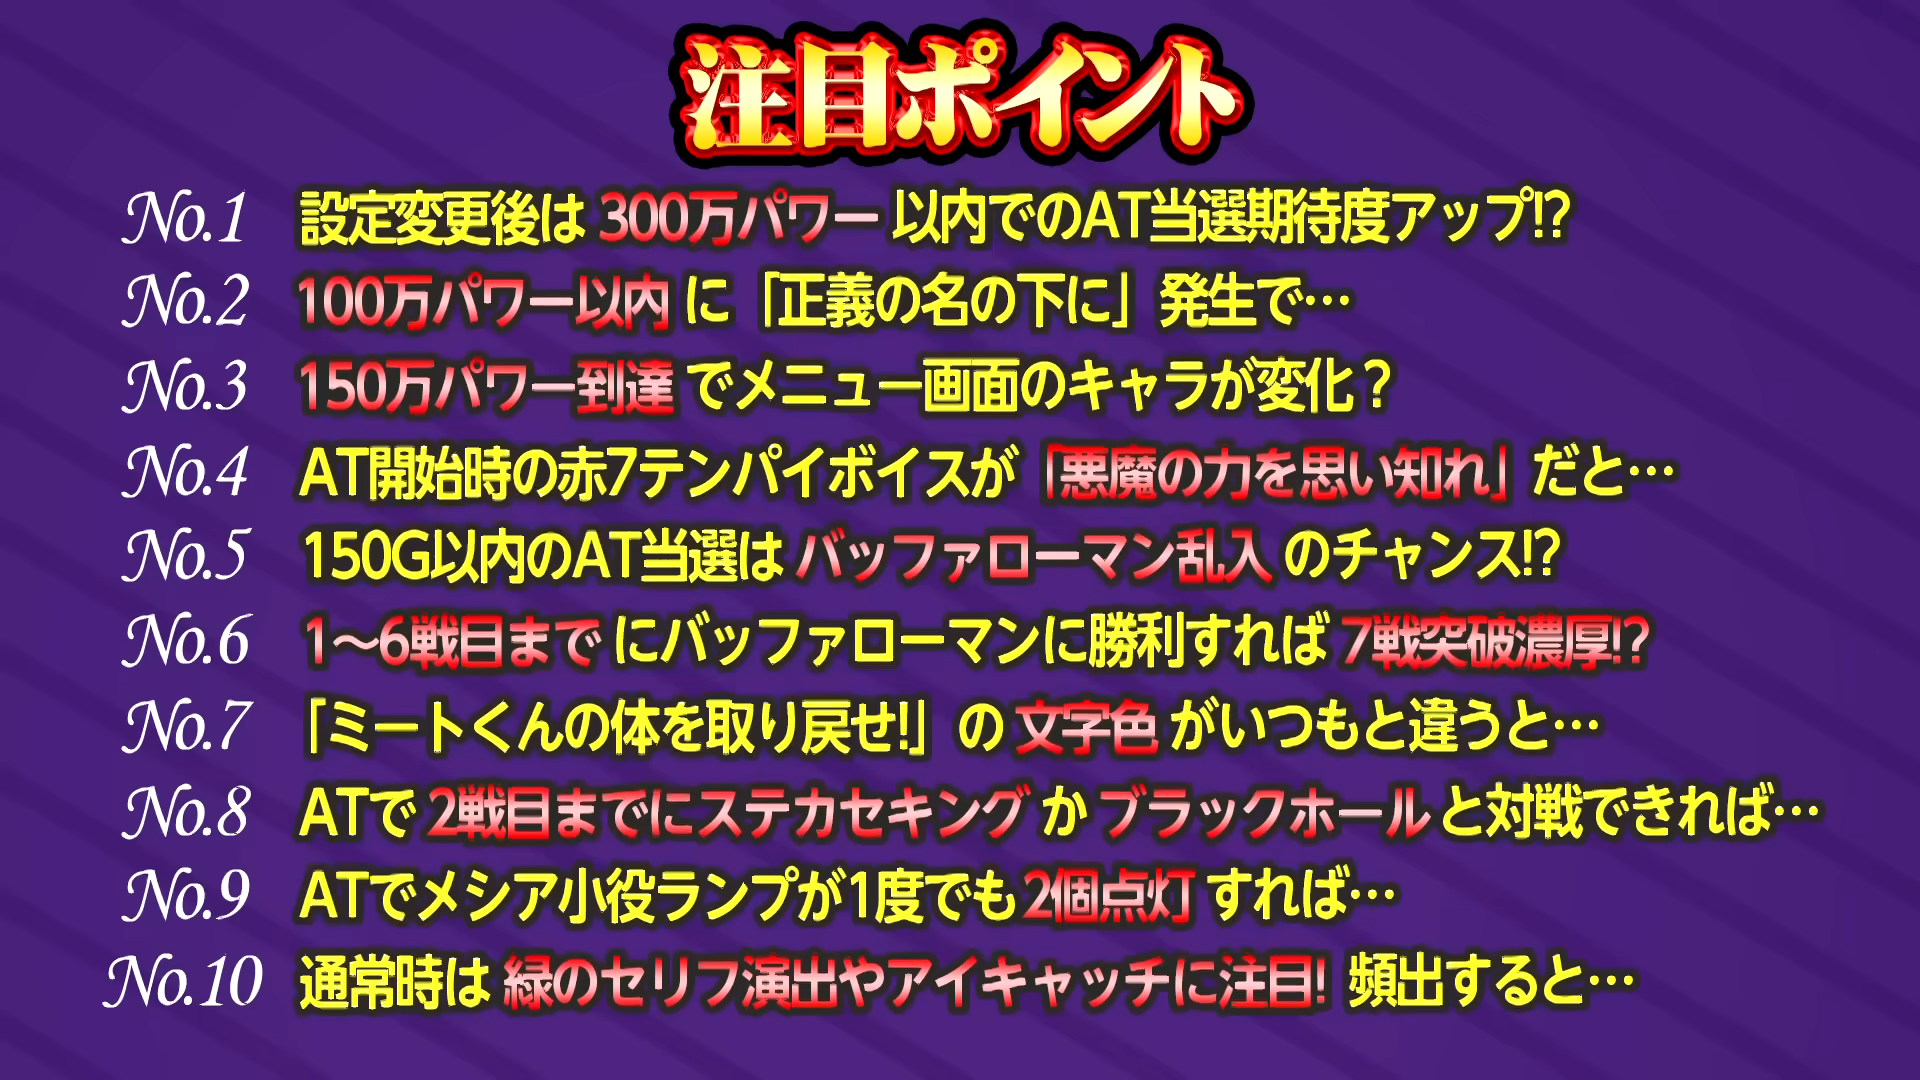 注目ポイント
No.1 設定変更後は 300万パワー 以内でのAT当選期待度アップ!?
No.2 100万パワー以内 に「正義の名の下に」発生で…
No.3 150万パワー到達 でメニュー画面のキャラが変化？
No.4 AT開始時の赤7テンパイボイスが「悪魔の力を思い知れ」だと…
No.5 150G以内のAT当選は バッファローマン乱入 のチャンス!?
No.6 1～6戦目まで にバッファローマンに勝利すれば 7戦突破濃厚!?
No.7 「ミートくんの体を取り戻せ!」の 文字色 がいつもと違うと…
No.8 ATで 2戦目までにステカセキング か ブラックホール と対戦できれば…
No.9 ATでメシア小役ランプが1度でも 2個点灯 すれば…
No.10 通常時は 緑のセリフ演出やアイキャッチに注目! 頻出すると…